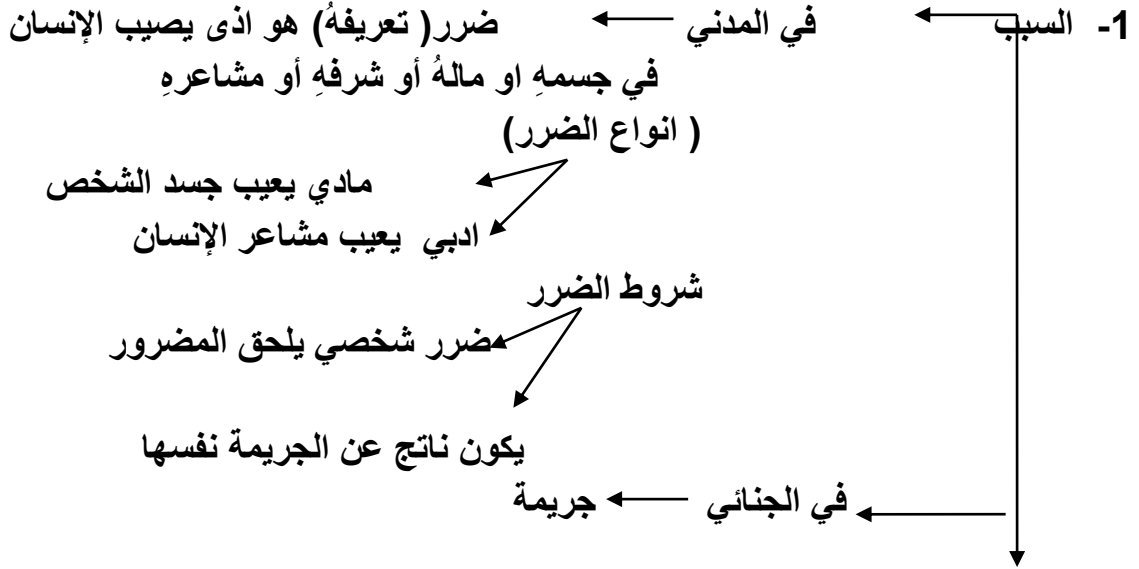 1- السبب في المدني ضرر( تعريفهُ) هو اذى يصيب الإنسان
في جسمهِ او مالهُ أو شرفهِ أو مشاعرهِ
( انواع الضرر)
مادي يعيب جسد الشخص
ادبي يعيب مشاعر الإنسان
شروط الضرر
ضرر شخصي يلحق المضرور
يكون ناتج عن الجريمة نفسها
في الجنائي جريمة